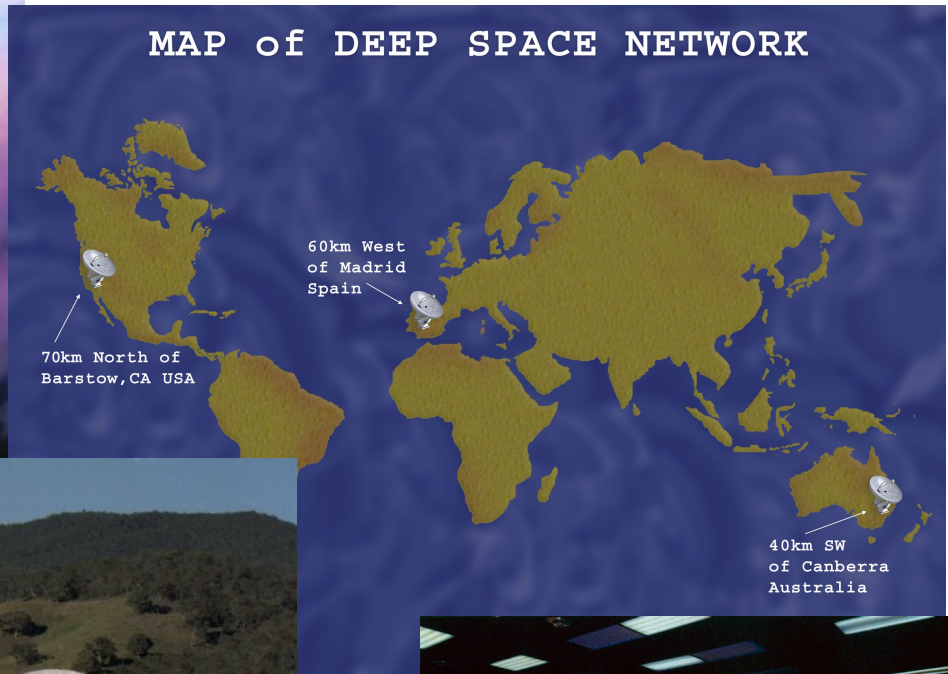 MAP of DEEP SPACE NETWORK
60km West
of Madrid
Spain
70km North of
Barstow,CA USA
40km SW
of Canberra
Australia